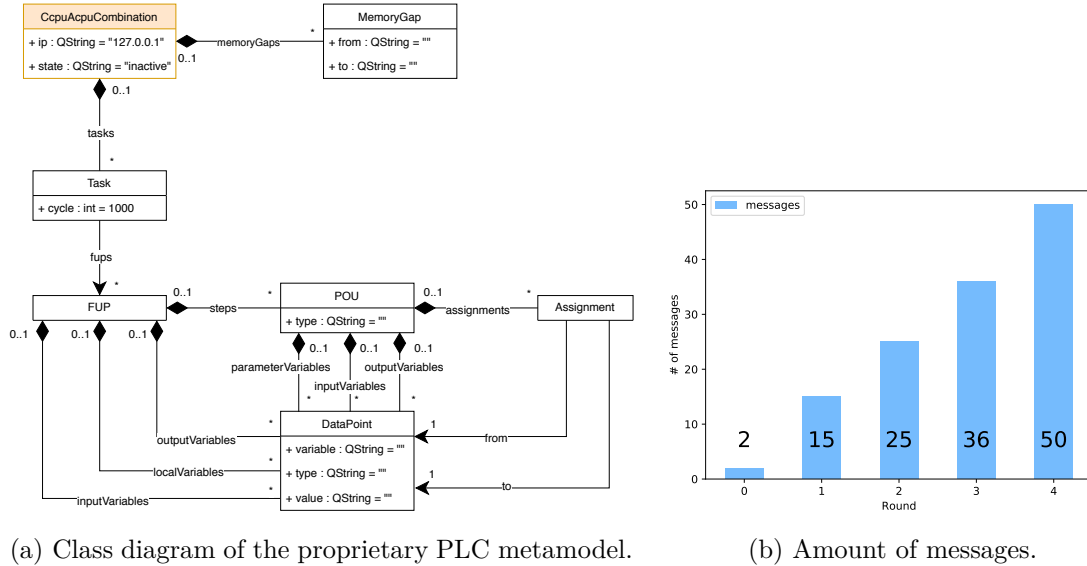 CcpuAcpuCombination
+ ip : QString = "127.0.0.1"
+ state : QString = "inactive"
0..1
memoryGaps
*
MemoryGap
+ from : QString = ""
+ to : QString = ""
0..1
tasks
*
Task
+ cycle : int = 1000
fups
*
FUP
0..1
steps
*
POU
+ type : QString = ""
0..1
assignments
*
Assignment
0..1
0..1
0..1
0..1
0..1
0..1
parameterVariables
outputVariables
inputVariables
*
*
*
DataPoint
+ variable : QString = ""
+ type : QString = ""
+ value : QString = ""
outputVariables
*
localVariables
*
inputVariables
*
1
from
1
to
(a) Class diagram of the proprietary PLC metamodel.
messages
# of messages
50
40
30
20
10
0
2
15
25
36
50
0
1
2
3
4
Round
(b) Amount of messages.